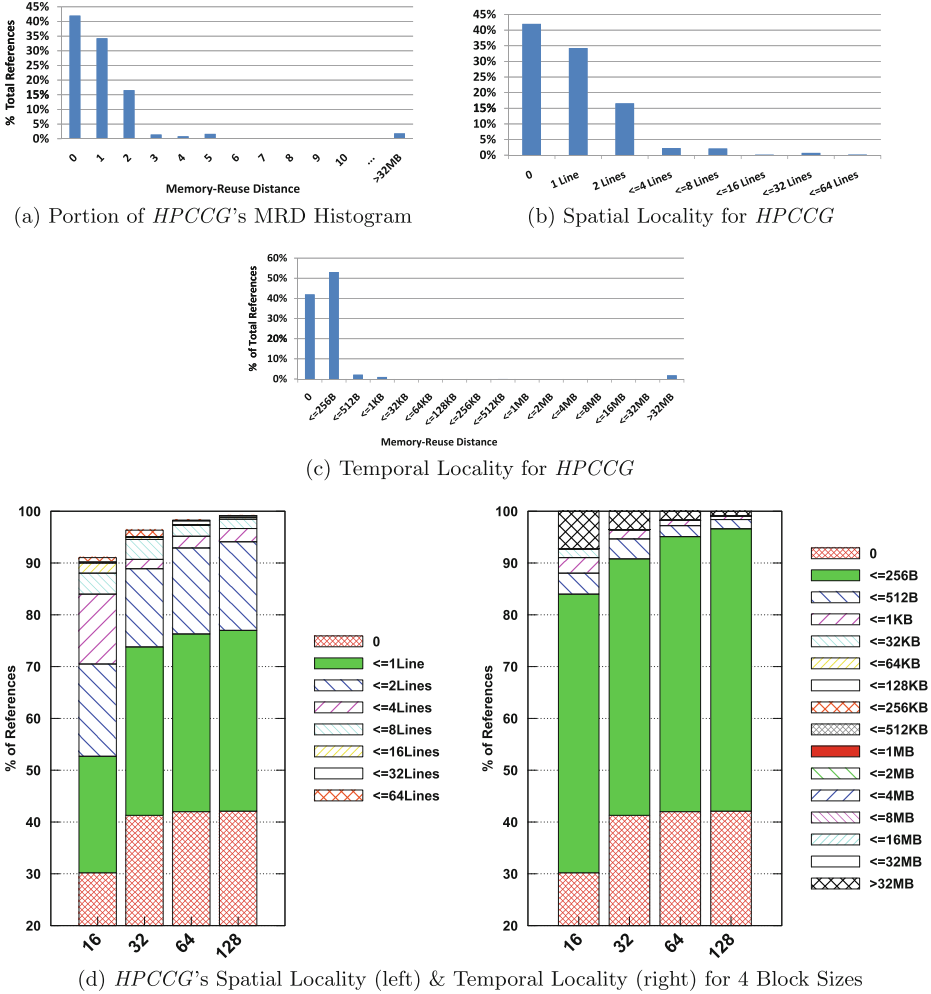 45%
40%
35%
30%
25%
20%
15%
10%
5%
0%
% Total References
0
1
2
3
4
5
6
7
8
9
10
...
>32MB
Memory-Reuse Distance
(a) Portion of HPCCG's MRD Histogram
45%
40%
35%
30%
25%
20%
15%
10%
5%
0%
% Total References
0
1 Line
2 Lines
<=4 Lines
<=8 Lines
<=16 Lines
<=32 Lines
<=64 Lines
(b) Spatial Locality for HPCCG
60%
50%
40%
30%
20%
10%
0%
% of Total References
0
<=256B
<=512B
<=1KB
<=32KB
<=64KB
<=128KB
<=256KB
<=512KB
<=1MB
<=2MB
<=4MB
<=8MB
<=16MB
<=32MB
>32MB
Memory-Reuse Distance
(c) Temporal Locality for HPCCG
100
90
80
70
60
50
40
30
20
% of References
16
32
64
128
0
<=1Line
<=2Lines
<=4Lines
<=8Lines
<=16Lines
<=32Lines
<=64Lines
100
90
80
70
60
50
40
30
20
% of References
16
32
64
128
0
<=256B
<=512B
<=1KB
<=32KB
<=64KB
<=128KB
<=256KB
<=512KB
<=1MB
<=2MB
<=4MB
<=8MB
<=16MB
<=32MB
>32MB
(d) HPCCG's Spatial Locality (left) & Temporal Locality (right) for 4 Block Sizes